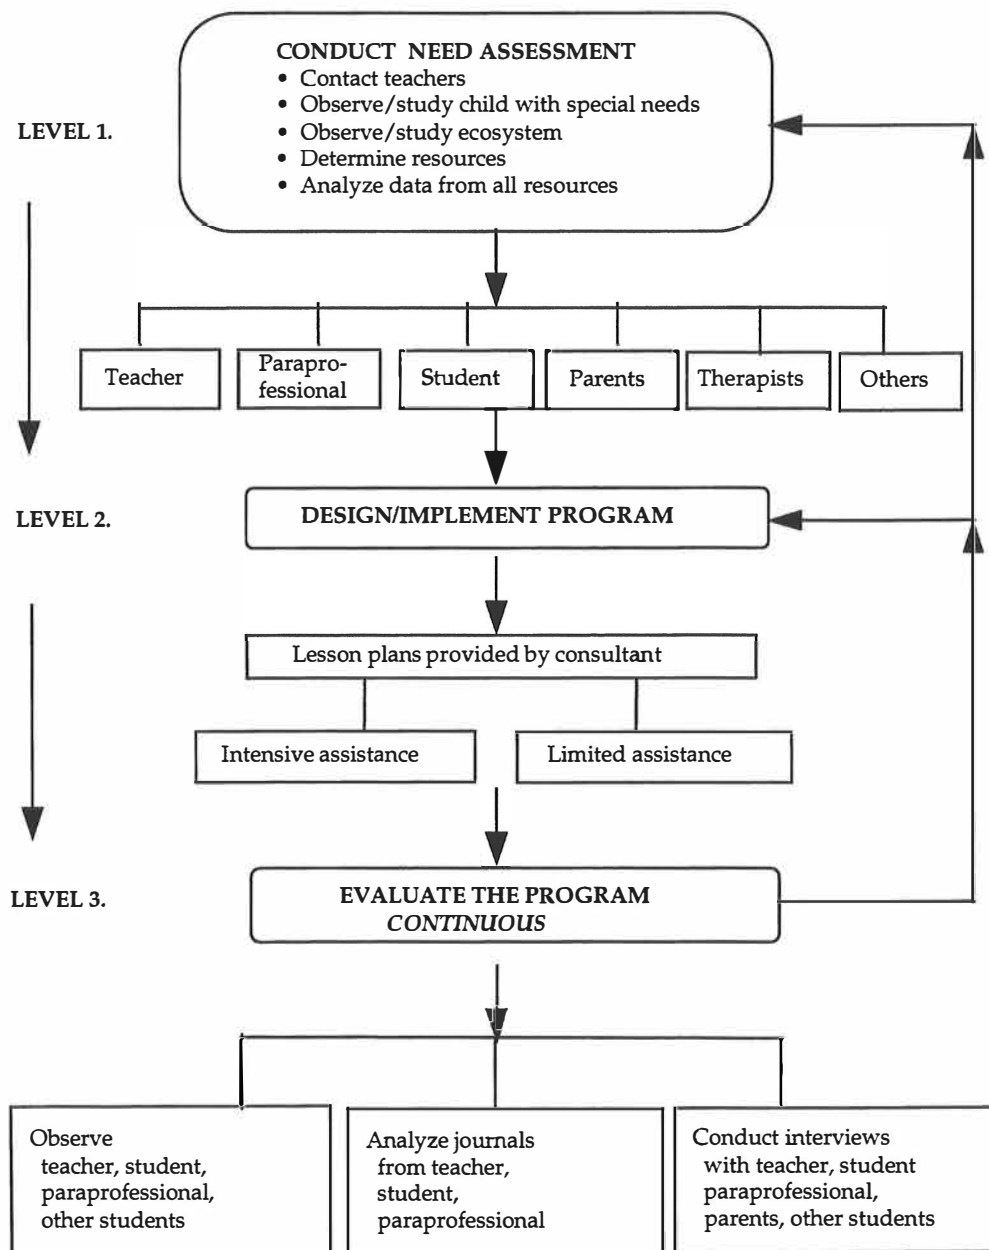 CONDUCT NEED ASSESSMENT
• Contact teachers
• Observe/study child with special needs
LEVEL 1.
• Observe/study ecosystem
• Determine resources
• Analyze data from all resources
Teacher
Parapro-
fessional
Student
Parents
Therapists
Others
LEVEL 2.
DESIGN/IMPLEMENT PROGRAM
Lesson plans provided by consultant
Intensive assistance
Limited assistance
LEVEL 3.
EVALUATE THE PROGRAM
CONTINUOUS
Observe
teacher, student,
paraprofessional,
other students
Analyze journals
from teacher,
student,
paraprofessional
Conduct interviews
with teacher, student
paraprofessional,
parents, other students